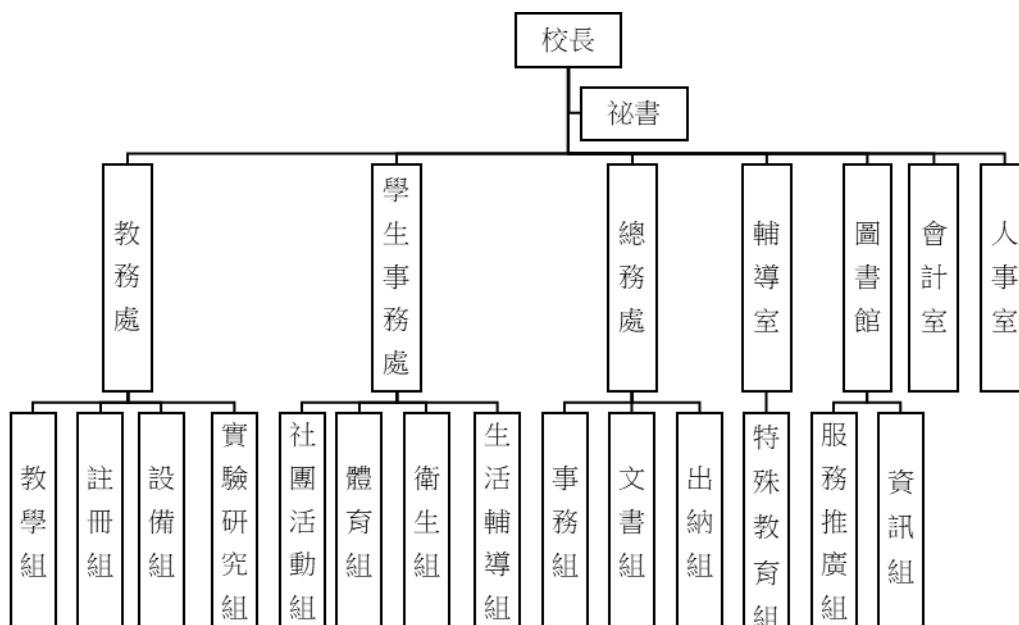 校長
祕書
教務處
學生事務處
總務處
輔導室
圖書館
會計室
人事室
教學組
註冊組
設備組
實驗研究組
社團活動組
體育組
衛生組
生活輔導組
事務組
文書組
出納組
特殊教育組
服務推廣組
資訊組